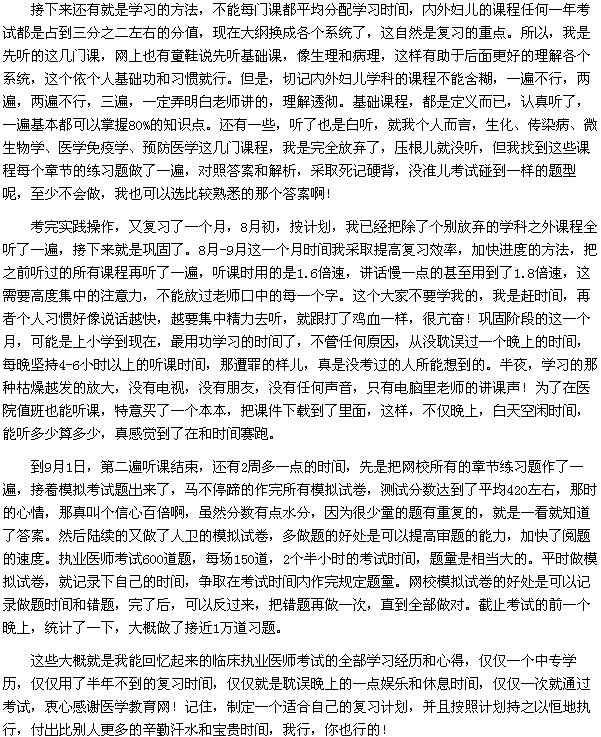 接下来还有就是学习的方法，不能每门课都平均分配学习时间，内外妇儿的课程任何一年考
试都是占到三分之二左右的分值，现在大纲换成各个系统了，这自然是复习的重点。所以，我是
先听的这几门课，网上也有童鞋说先听基础课，像生理和病理，这样有助于后面更好的理解各个
系统，这个依个人基础功和习惯就行。但是，切记内外妇儿学科的课程不能含糊，一遍不行，两
遍，两遍不行，三遍，一定弄明白老师讲的，理解透彻。基础课程，都是定义而已，认真听了，
一遍基本都可以掌握80%的知识点。还有一些，听了也是白听，就我个人而言，生化、传染病、微
生物学、医学免疫学、预防医学这几门课程，我是完全放弃了，压根儿就没听，但我找到这些课
程每个章节的练习题做了一遍，对照答案和解析，采取死记硬背，没准儿考试碰到一样的题型
呢，至少不会做，我也可以选比较熟悉的那个答案啊！
考完实践操作，又复习了一个月，8月初，按计划，我已经把除了个别放弃的学科之外课程全
听了一遍，接下来就是巩固了。8月-9月这一个月时间我采取提高复习效率，加快进度的方法，把
之前听过的所有课程再听了一遍，听课时用的是1.6倍速，讲话慢一点的甚至用到了1.8倍速，这
需要高度集中的注意力，不能放过老师口中的每一个字。这个大家不要学我的，我是赶时间，再
者个人习惯好像说话越快，越要集中精力去听，就跟打了鸡血一样，很亢奋！巩固阶段的这一个
月，可能是上小学到现在，最用功学习的时间了，不管任何原因，从没耽误过一个晚上的时间，
每晚坚持4-6小时以上的听课时间，那遭罪的样儿，真是没考过的人所能想到的。半夜，学习的那
种枯燥越发的放大，没有电视，没有朋友，没有任何声音，只有电脑里老师的讲课声！为了在医
院值班也能听课，特意买了一个本本，把课件下载到了里面，这样，不仅晚上，白天空闲时间，
能听多少算多少，真感觉到了在和时间赛跑。
到9月1日，第二遍听课结束，还有2周多一点的时间，先是把网校所有的章节练习题作了一
遍，接着模拟考试题出来了，马不停蹄的作完所有模拟试卷，测试分数达到了平均420左右，那时
的心情，那真叫个信心百倍啊，虽然分数有点水分，因为很少量的题有重复的，就是一看就知道
了答案。然后陆续的又做了人卫的模拟试卷，多做题的好处是可以提高审题的能力，加快了阅题
的速度。执业医师考试600道题，每场150道，2个半小时的考试时间，题量是相当大的。平时做模
拟试卷，就记录下自己的时间，争取在考试时间内作完规定题量。网校模拟试卷的好处是可以记
录做题时间和错题，完了后，可以反过来，把错题再做一次，直到全部做对。截止考试的前一个
晚上，统计了一下，大概做了接近1万道习题。
这些大概就是我能回忆起来的临床执业医师考试的全部学习经历和心得，仅仅一个中专学
历，仅仅用了半年不到的复习时间，仅仅就是耽误晚上的一点娱乐和休息时间，仅仅一次就通过
考试，衷心感谢医学教育网！记住，制定一个适合自己的复习计划，并且按照计划持之以恒地执
行，付出比别人更多的辛勤汗水和宝贵时间，我行，你也行的！